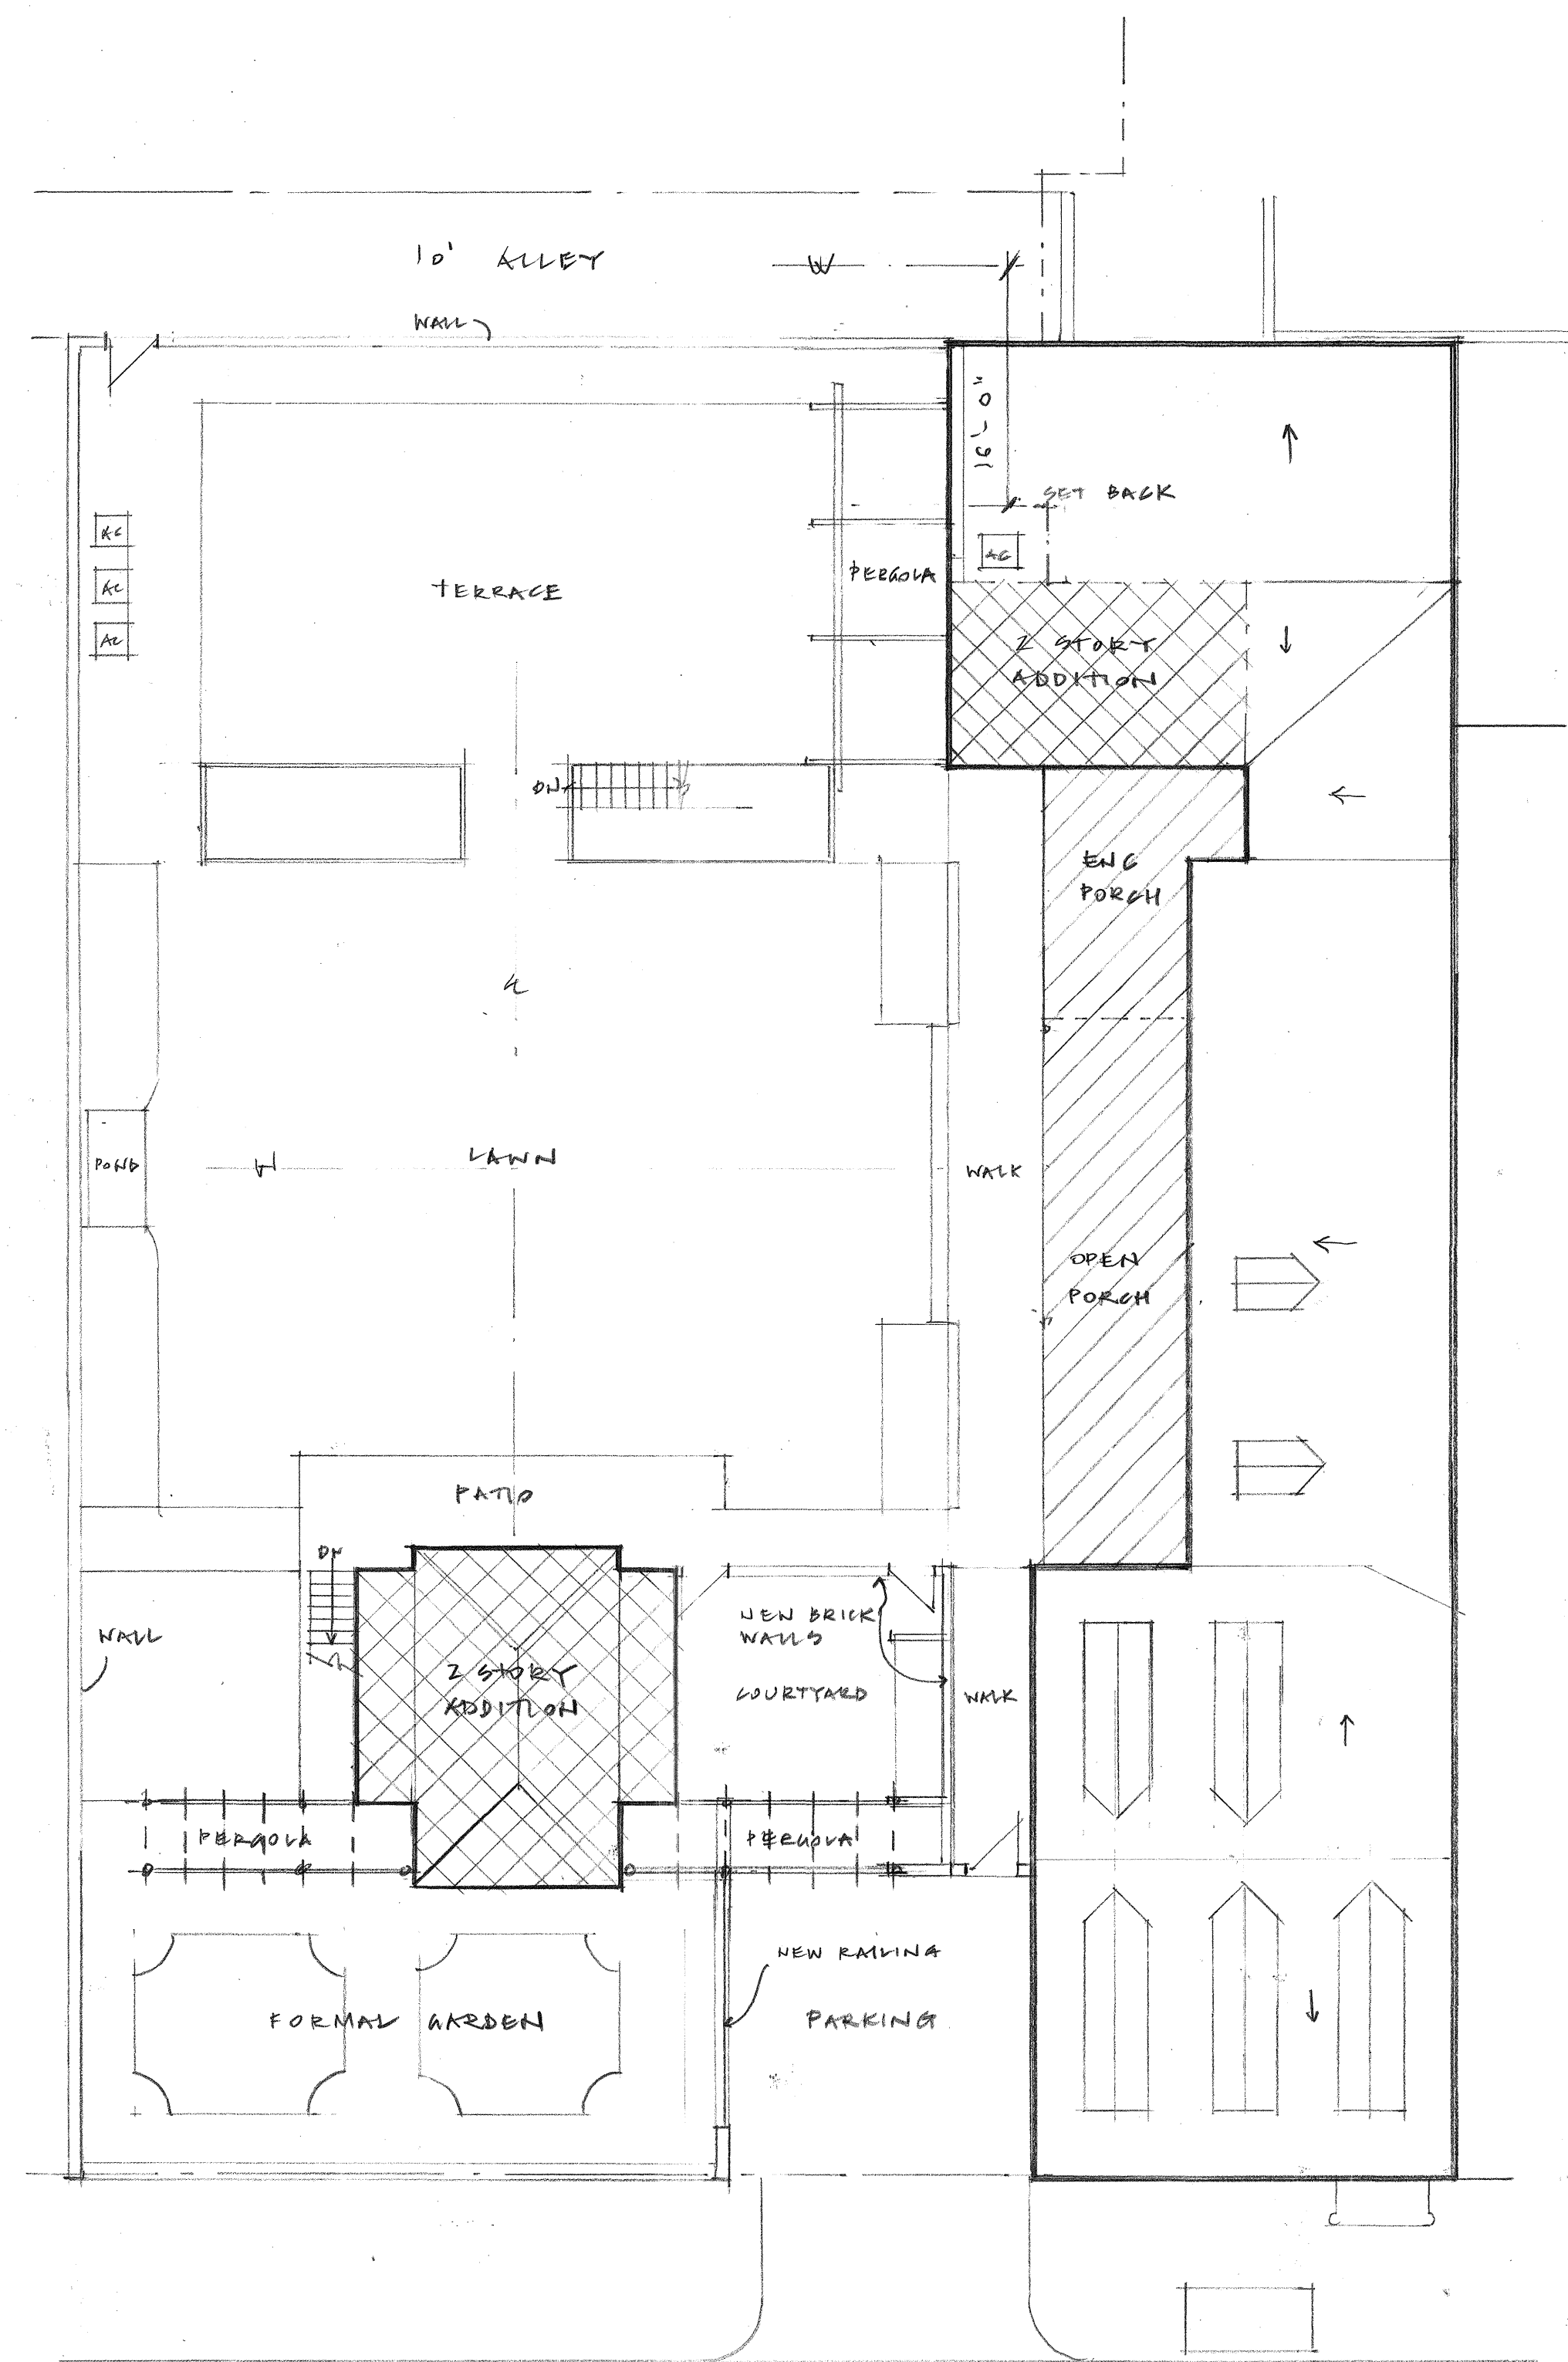 10' ALLEY
WALL
16'-0"
SET BACK
AC
AC
AC
AC
TERRACE
PERGOLA
2 STORY
ADDITION
DN
ENC
PORCH
POND
LAWN
WALK
OPEN
PORCH
PATIO
DN
WALL
2 STORY
ADDITION
NEW BRICK
WALLS
COURTYARD
WALK
PERGOLA
PERGOLA
NEW RAILING
FORMAL GARDEN
PARKING